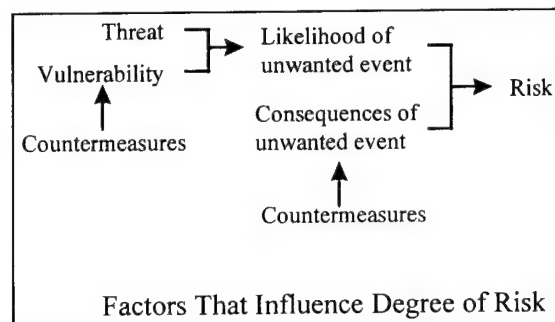 Threat
Vulnerability
Countermeasures
Likelihood of
unwanted event
Consequences of
unwanted event
Countermeasures
Risk
Factors That Influence Degree of Risk